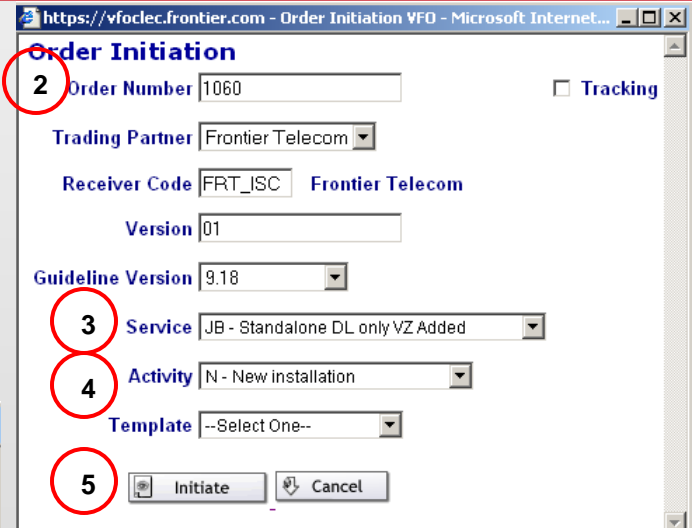 https://vfoclec.frontier.com - Order Initiation VFO - Microsoft Internet...
Order Initiation
2 Order Number 1060 Tracking
Trading Partner Frontier Telecom
Receiver Code FRT_ISC Frontier Telecom
Version 01
Guideline Version 9.18
3 Service JB - Standalone DL only VZ Added
4 Activity N - New installation
Template --Select One--
5 Initiate Cancel